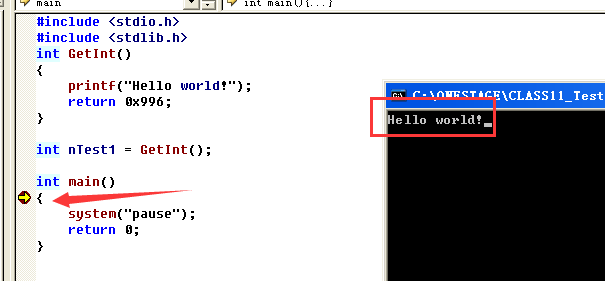 main
int main(){...}
#include <stdio.h>
#include <stdlib.h>
int GetInt()
{
    printf("Hello world!");
    return 0x996;
}
int nTest1 = GetInt();
int main()
{
    system("pause");
    return 0;
}
C:\ONESTAGE\CLASS11_Test
Hello world!